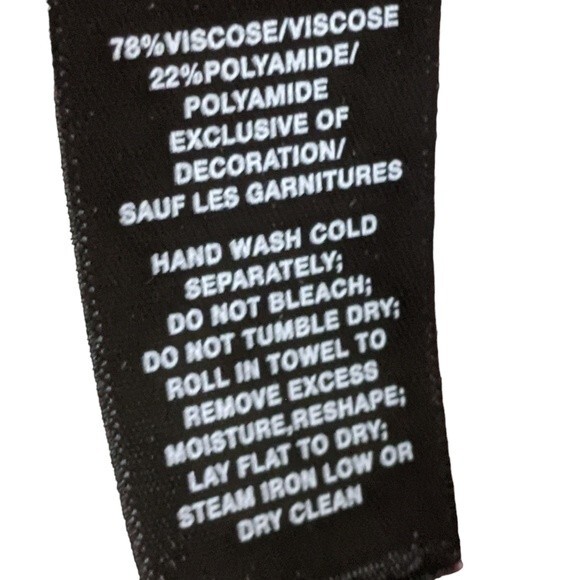 78%VISCOSE/VISCOSE
22%POLYAMIDE/
POLYAMIDE
EXCLUSIVE OF
DECORATION/
SAUF LES GARNITURES
HAND WASH COLD
SEPARATELY;
DO NOT BLEACH;
DO NOT TUMBLE DRY;
ROLL IN TOWEL TO
REMOVE EXCESS
MOISTURE,RESHAPE;
LAY FLAT TO DRY;
STEAM IRON LOW OR
DRY CLEAN